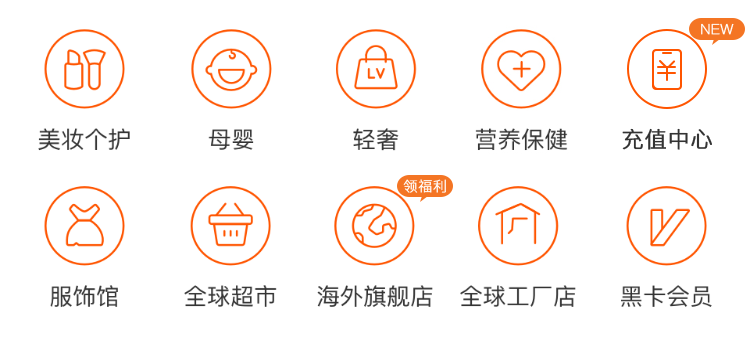 NEW
LV
美妆个护
母婴
轻奢
营养保健
充值中心
领福利
服饰馆
全球超市
海外旗舰店
全球工厂店
黑卡会员